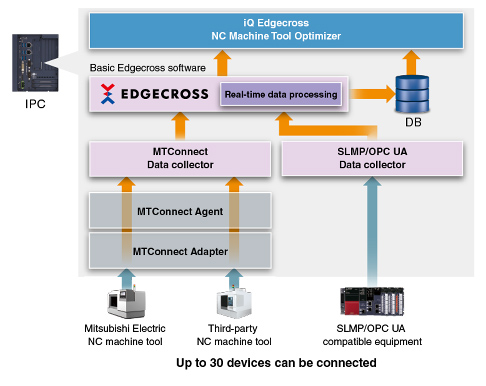 iQ Edgecross
NC Machine Tool Optimizer
IPC
Basic Edgecross software
EDGECROSS
Real-time data processing
DB
MTConnect
Data collector
SLMP/OPC UA
Data collector
MTConnect Agent
MTConnect Adapter
Mitsubishi Electric
NC machine tool
Third-party
NC machine tool
SLMP/OPC UA
compatible equipment
Up to 30 devices can be connected